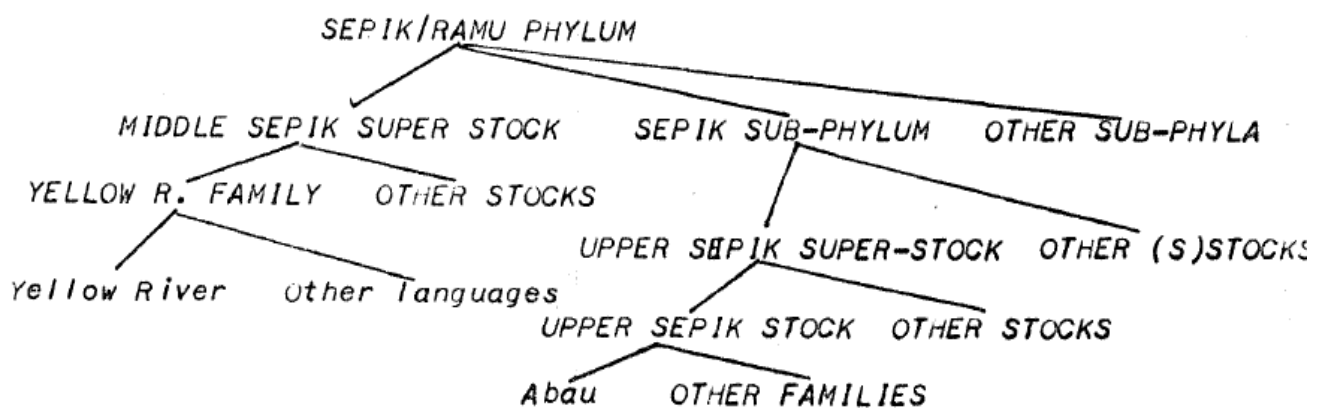 SEPIK/RAMU PHYLUM
MIDDLE SEPIK SUPER STOCK SEPIK SUB-PHYLUM OTHER SUB-PHYLA
YELLOW R. FAMILY OTHER STOCKS
UPPER SEPIK SUPER-STOCK OTHER (S)STOCKS
Yellow River Other languages
UPPER SEPIK STOCK OTHER STOCKS
Abau OTHER FAMILIES